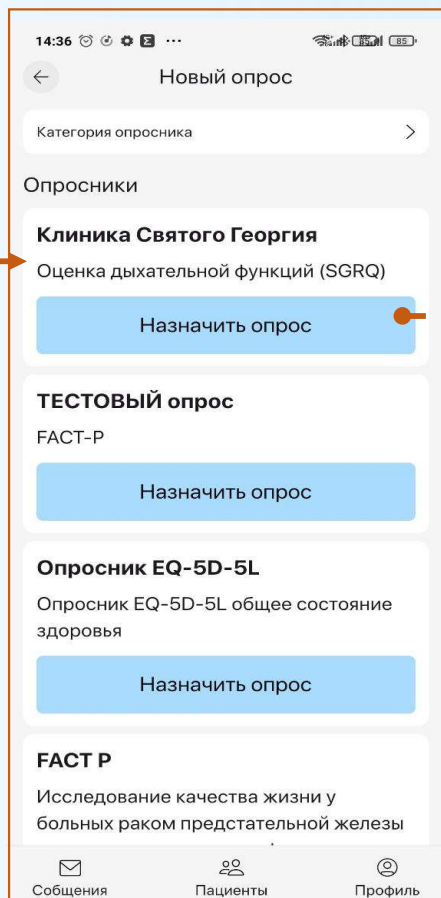 14:36
85
Новый опрос
Категория опросника
Опросники
Клиника Святого Георгия
Оценка дыхательной функций (SGRQ)
Назначить опрос
ТЕСТОВЫЙ опрос
FACT-P
Назначить опрос
Опросник EQ-5D-5L
Опросник EQ-5D-5L общее состояние
здоровья
Назначить опрос
FACT P
Исследование качества жизни у
больных раком предстательной железы
Собщения
Пациенты
Профиль